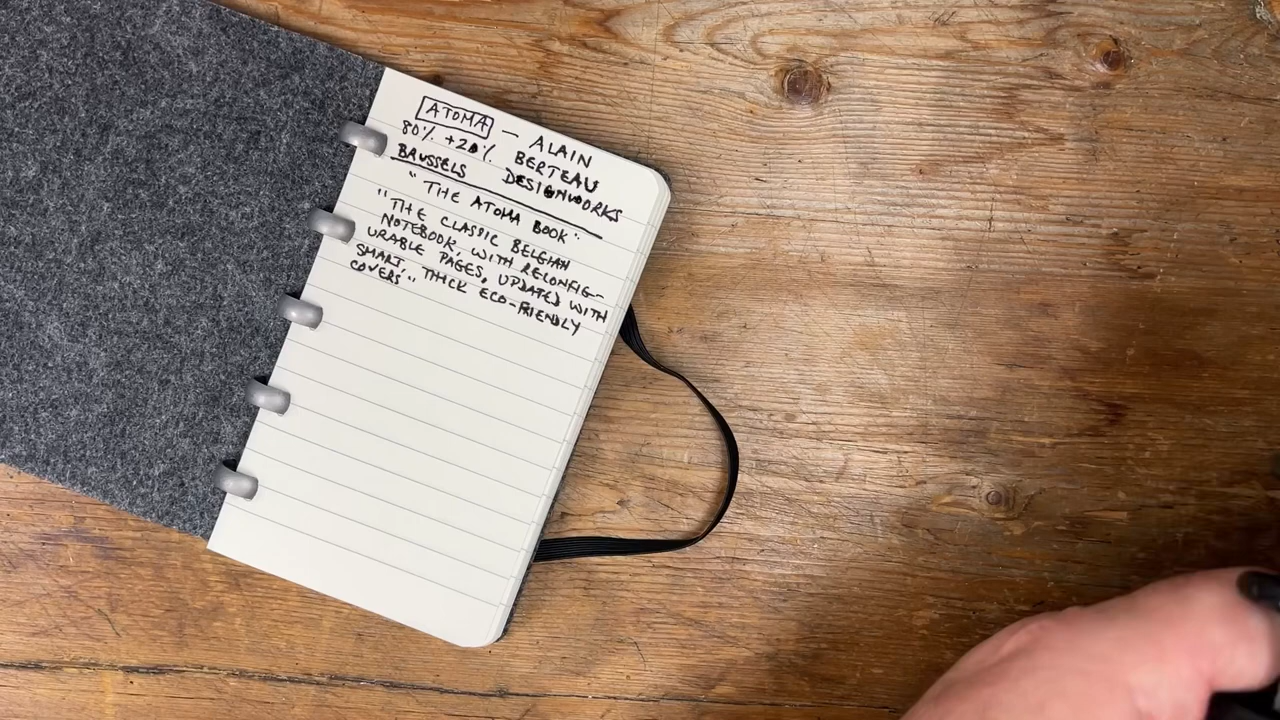 ATOMA — ALAIN
80% + 20% BERTEAU
BRUSSELS DESIGNWORKS
"THE ATOMA BOOK"
"THE CLASSIC BELGIAN
NOTEBOOK, WITH RECONFIG-
URABLE PAGES, UPDATED WITH
SMART, THICK ECO-FRIENDLY
COVERS"